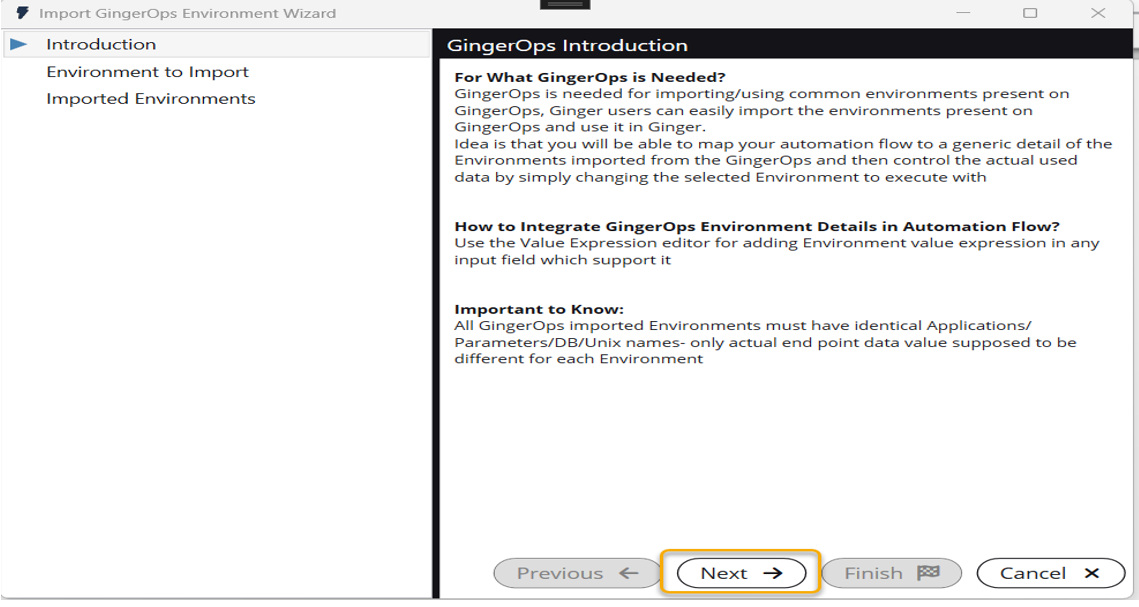 Import GingerOps Environment Wizard
Introduction
Environment to Import
Imported Environments
GingerOps Introduction
For What GingerOps is Needed?
GingerOps is needed for importing/using common environments present on
GingerOps, Ginger users can easily import the environments present on
GingerOps and use it in Ginger.
Idea is that you will be able to map your automation flow to a generic detail of the
Environments imported from the GingerOps and then control the actual used
data by simply changing the selected Environment to execute with
How to Integrate GingerOps Environment Details in Automation Flow?
Use the Value Expression editor for adding Environment value expression in any
input field which support it
Important to Know:
All GingerOps imported Environments must have identical Applications/
Parameters/DB/Unix names- only actual end point data value supposed to be
different for each Environment
Previous
Next
Finish
Cancel